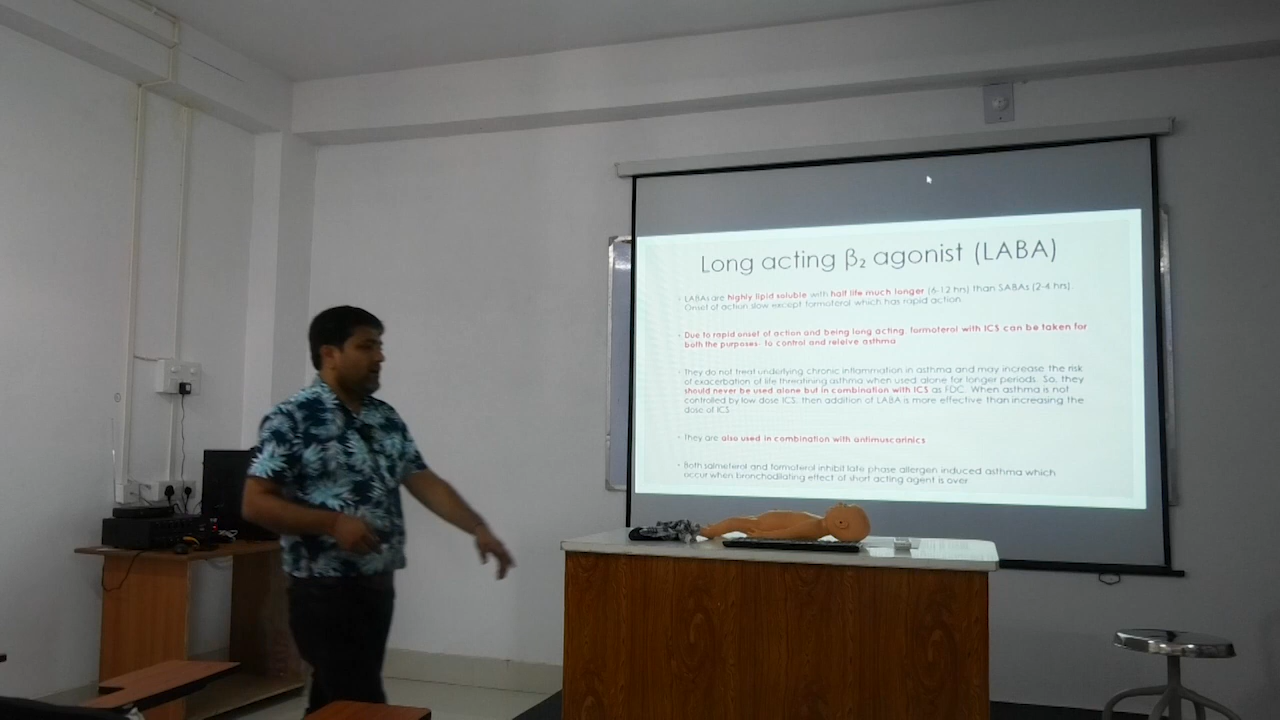 Long acting β₂ agonist (LABA)
LABAs are highly lipid soluble with half life much longer (6-12 hrs) than SABAs (2-4 hrs).
Onset of action slow except formoterol which has rapid action.
Due to rapid onset of action and being long acting, formoterol with ICS can be taken for
both the purposes- to control and releive asthma
They do not treat underlying chronic inflammation in asthma and may increase the risk
of exacerbation of life threatining asthma when used alone for longer periods. So, they
should never be used alone but in combination with ICS as FDC. When asthma is not
controlled by low dose ICS, then addition of LABA is more effective than increasing the
dose of ICS
They are also used in combination with antimuscarinics
Both salmeterol and formoterol inhibit late phase allergen induced asthma which
occur when bronchodilating effect of short acting agent is over